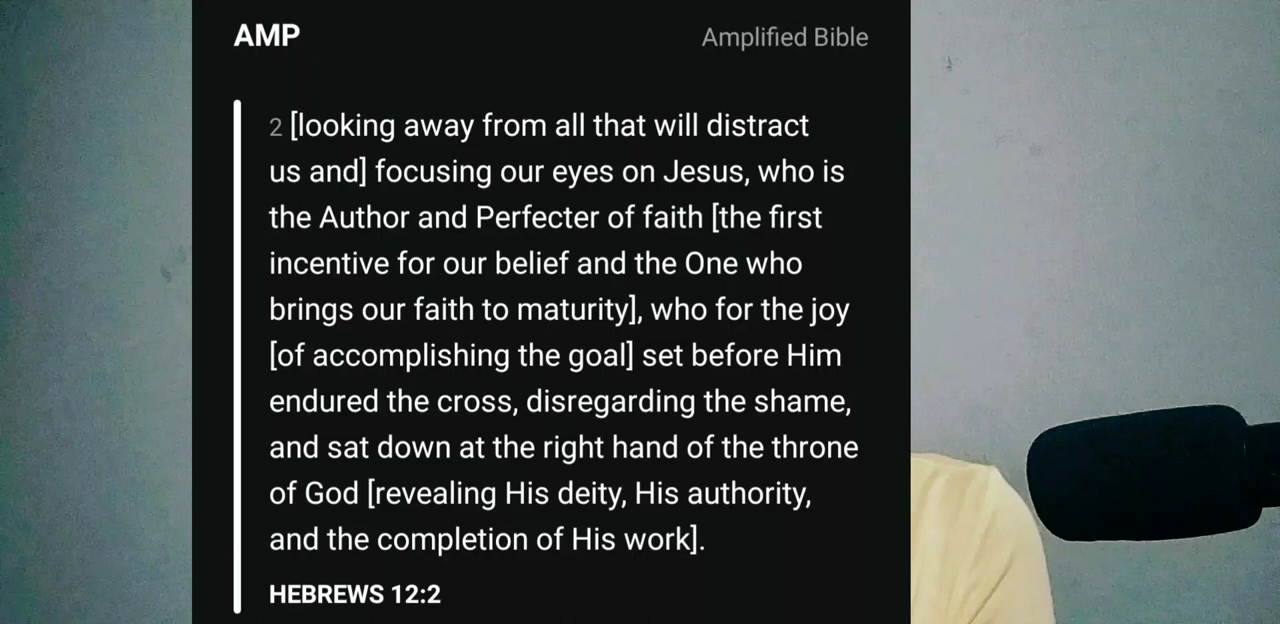 AMP
Amplified Bible
2 [looking away from all that will distract
us and] focusing our eyes on Jesus, who is
the Author and Perfecter of faith [the first
incentive for our belief and the One who
brings our faith to maturity], who for the joy
[of accomplishing the goal] set before Him
endured the cross, disregarding the shame,
and sat down at the right hand of the throne
of God [revealing His deity, His authority,
and the completion of His work].
HEBREWS 12:2